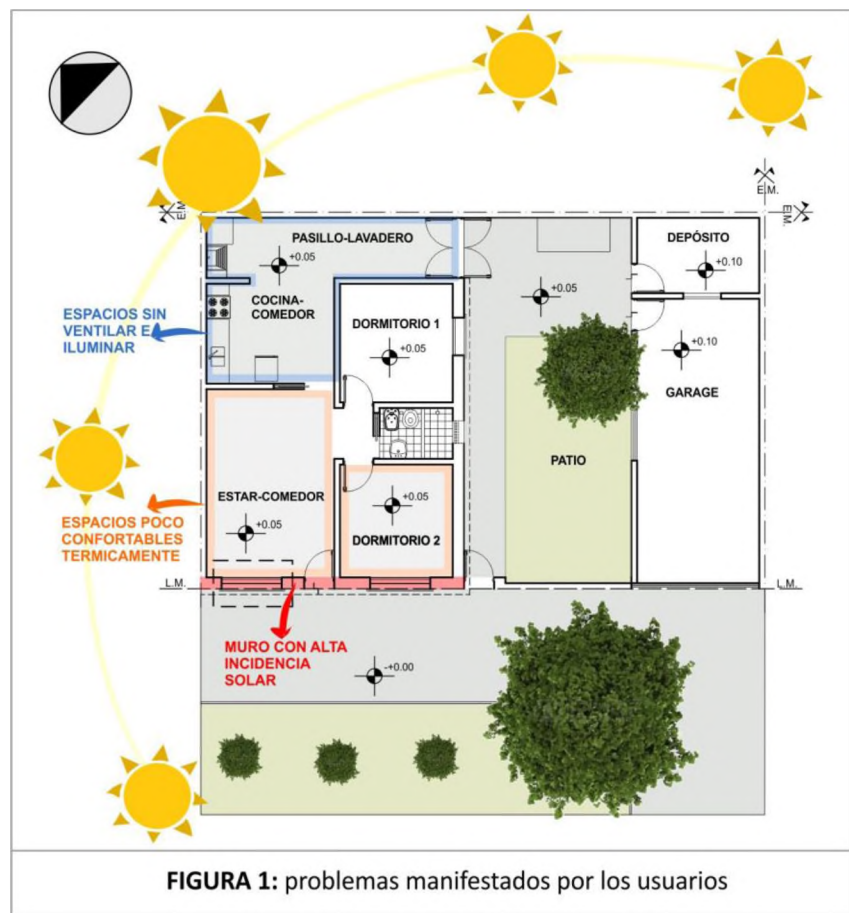 E.M.
E.M.
E.M.
PASILLO-LAVADERO
+0.05
DEPÓSITO
+0.10
ESPACIOS SIN
VENTILAR E
ILUMINAR
COCINA-
COMEDOR
+0.05
DORMITORIO 1
+0.05
+0.10
GARAGE
PATIO
ESTAR-COMEDOR
+0.05
+0.05
DORMITORIO 2
ESPACIOS POCO
CONFORTABLES
TERMICAMENTE
L.M.
L.M.
MURO CON ALTA
INCIDENCIA
SOLAR
-+0.00
FIGURA 1: problemas manifestados por los usuarios